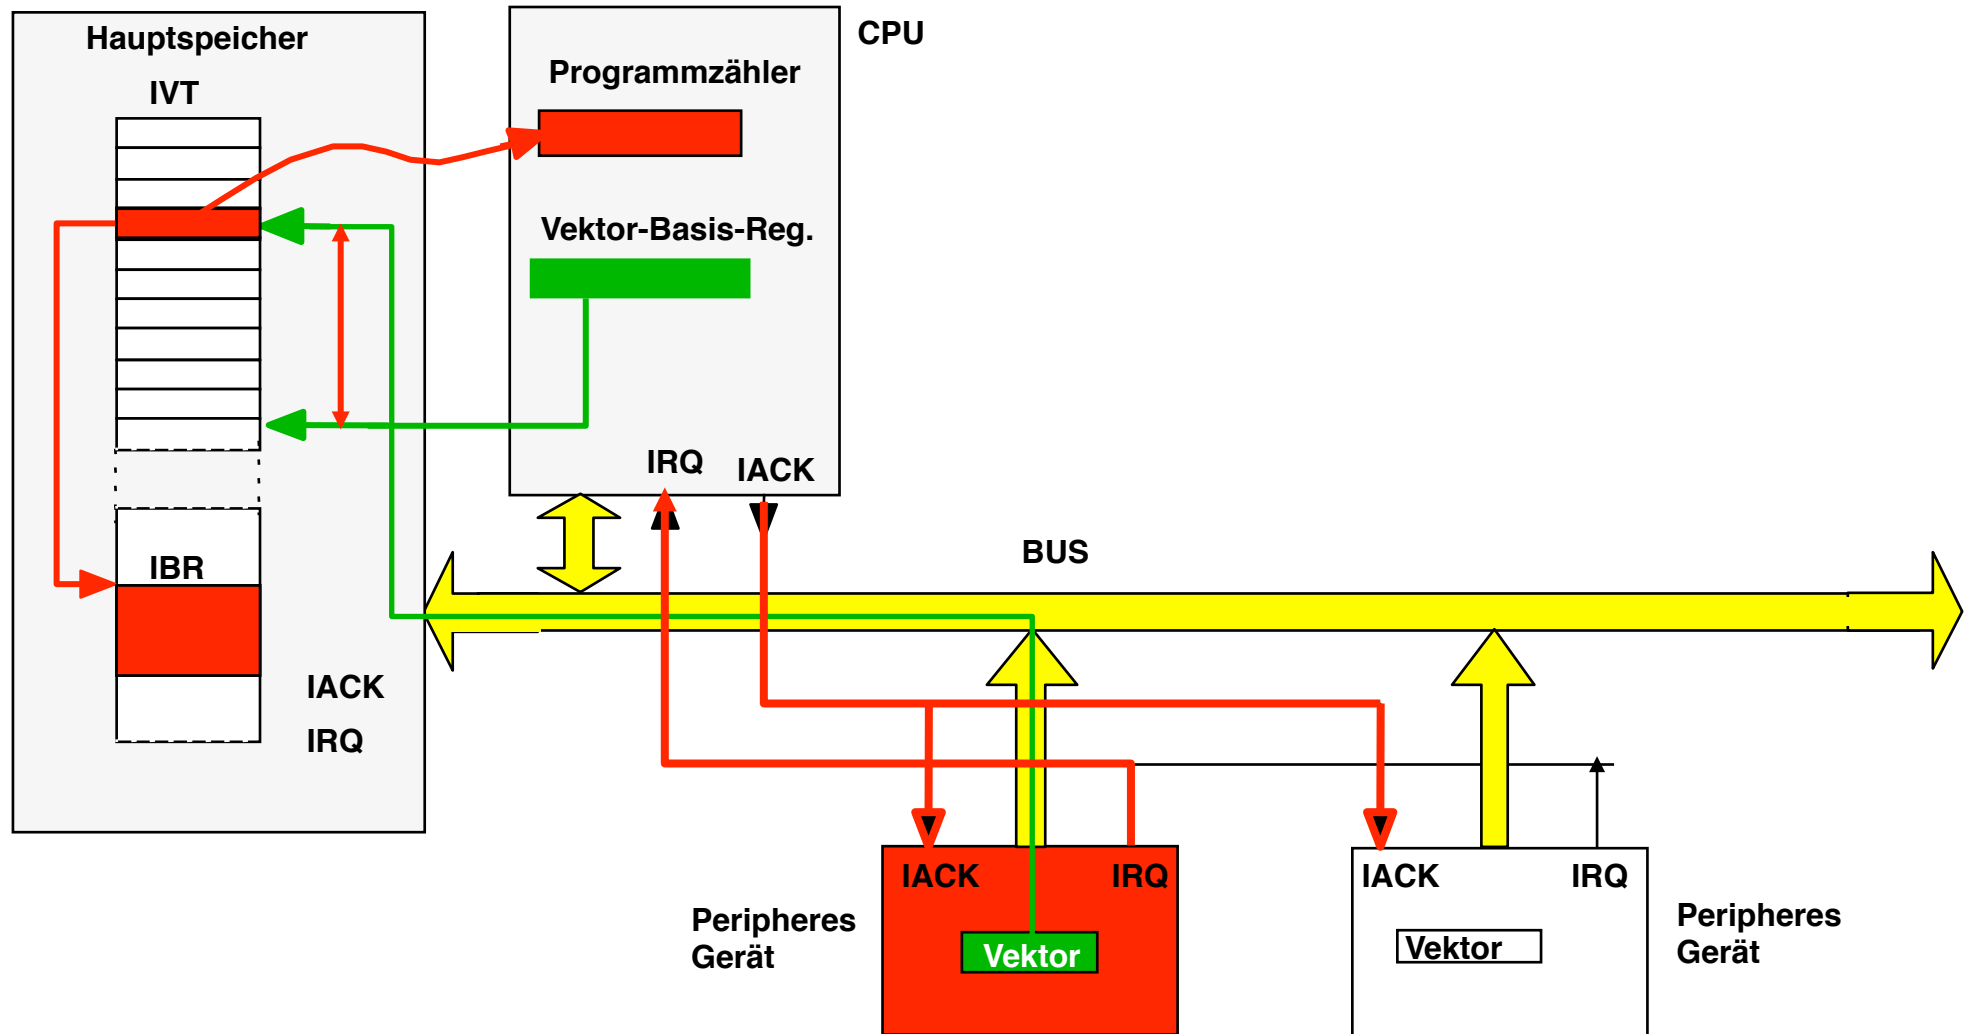 Hauptspeicher
IVT
IBR
IACK
IRQ
CPU
Programmzähler
Vektor-Basis-Reg.
IRQ
IACK
BUS
Peripheres
Gerät
IACK
IRQ
Vektor
IACK
IRQ
Vektor
Peripheres
Gerät